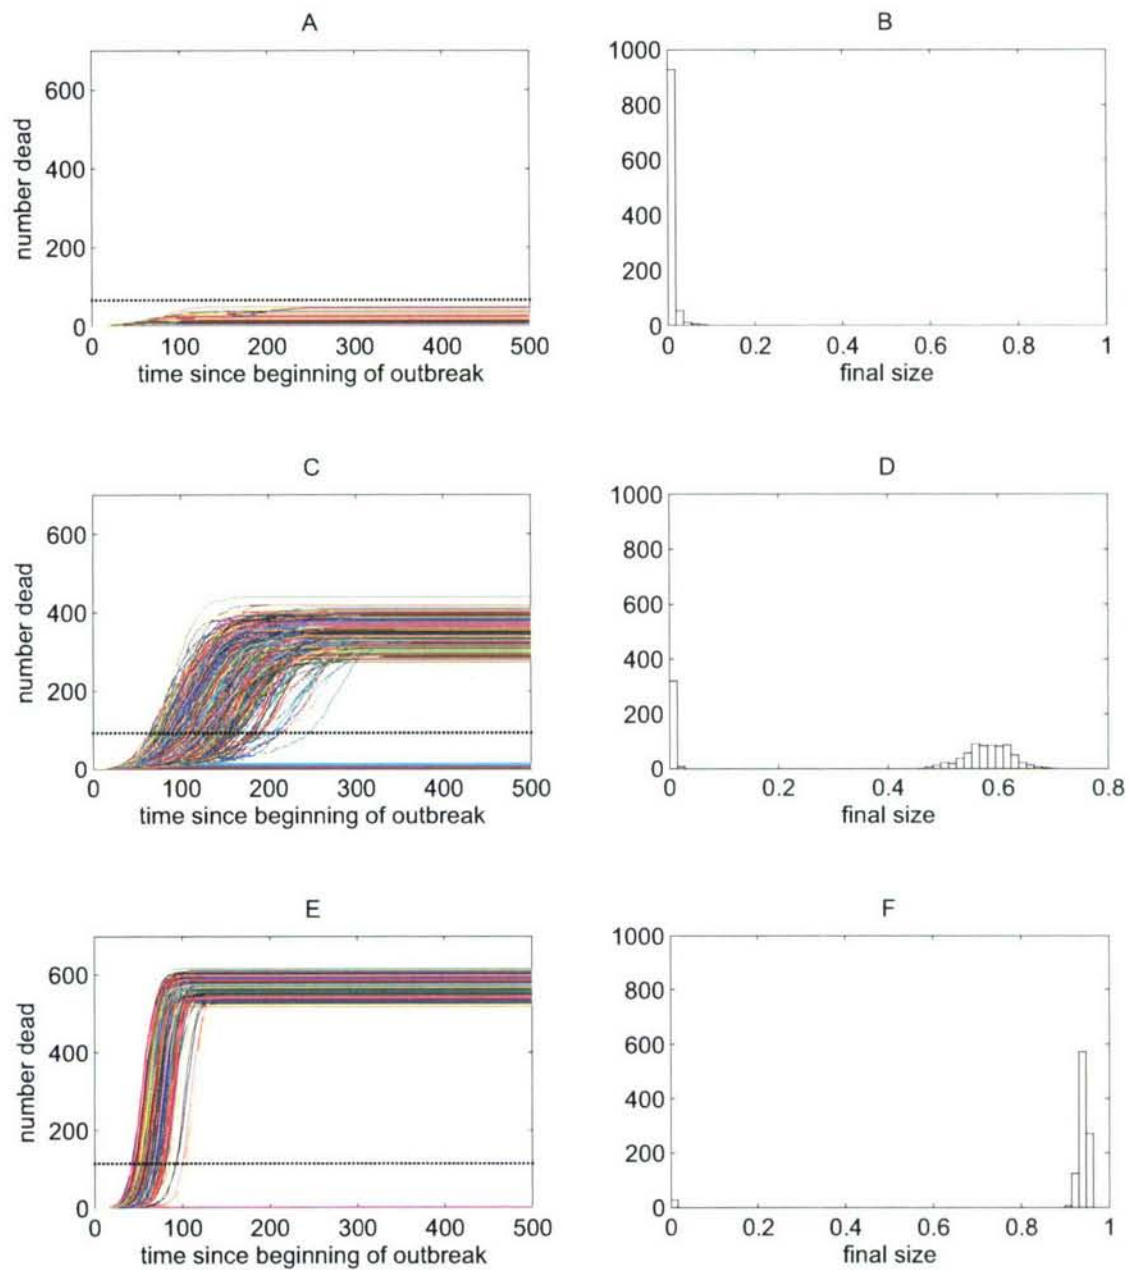 A
number dead
600
400
200
0
0 100 200 300 400 500
time since beginning of outbreak
B
1000
800
600
400
200
0
0 0.2 0.4 0.6 0.8 1
final size
C
number dead
600
400
200
0
0 100 200 300 400 500
time since beginning of outbreak
D
1000
800
600
400
200
0
0 0.2 0.4 0.6 0.8
final size
E
number dead
600
400
200
0
0 100 200 300 400 500
time since beginning of outbreak
F
1000
800
600
400
200
0
0 0.2 0.4 0.6 0.8 1
final size